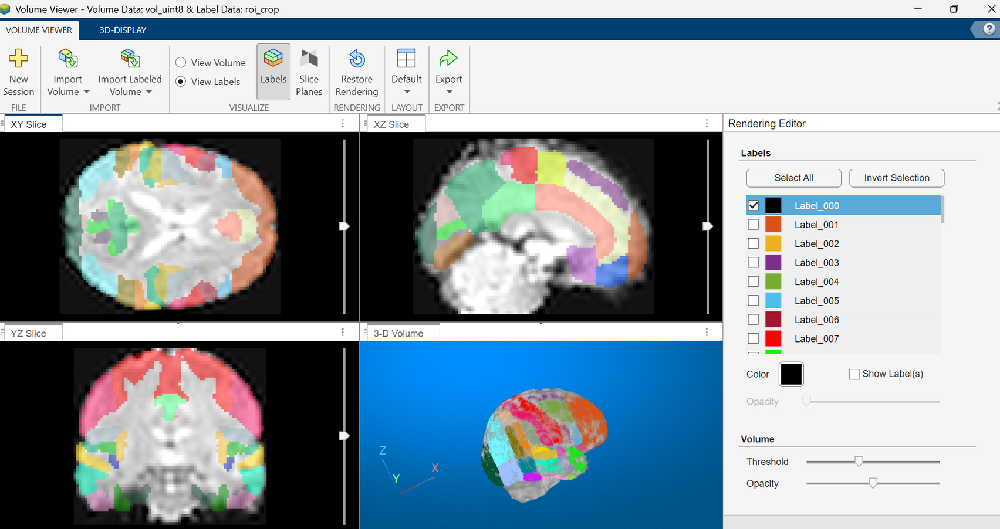 Volume Viewer - Volume Data: vol_uint8 & Label Data: roi_crop
VOLUME VIEWER
3D-DISPLAY
?
New
Session
Import
Volume
Import Labeled
Volume
View Volume
View Labels
Labels
Slice
Planes
Restore
Rendering
Default
Export
FILE
IMPORT
VISUALIZE
RENDERING
LAYOUT
EXPORT
XY Slice
XZ Slice
Rendering Editor
Labels
Select All
Invert Selection
Label_000
Label_001
Label_002
Label_003
Label_004
Label_005
Label_006
Label_007
YZ Slice
3-D Volume
Z
Y
X
Color
Show Label(s)
Opacity
Volume
Threshold
Opacity